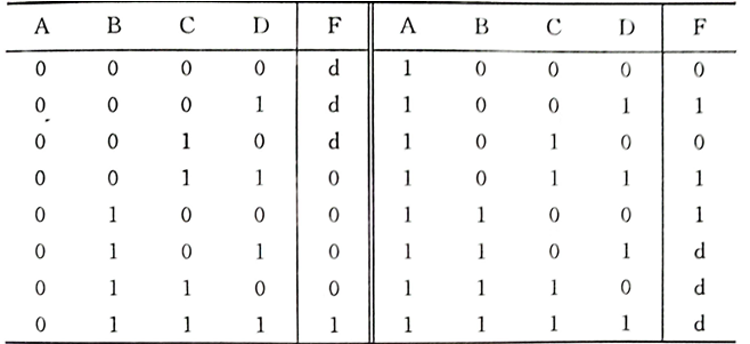 A B C D F A B C D F
0 0 0 0 d 1 0 0 0 0
0 0 0 1 d 1 0 0 1 1
0 0 1 0 d 1 0 1 0 0
0 0 1 1 0 1 0 1 1 1
0 1 0 0 0 1 1 0 0 1
0 1 0 1 0 1 1 0 1 d
0 1 1 0 0 1 1 1 0 d
0 1 1 1 1 1 1 1 1 d